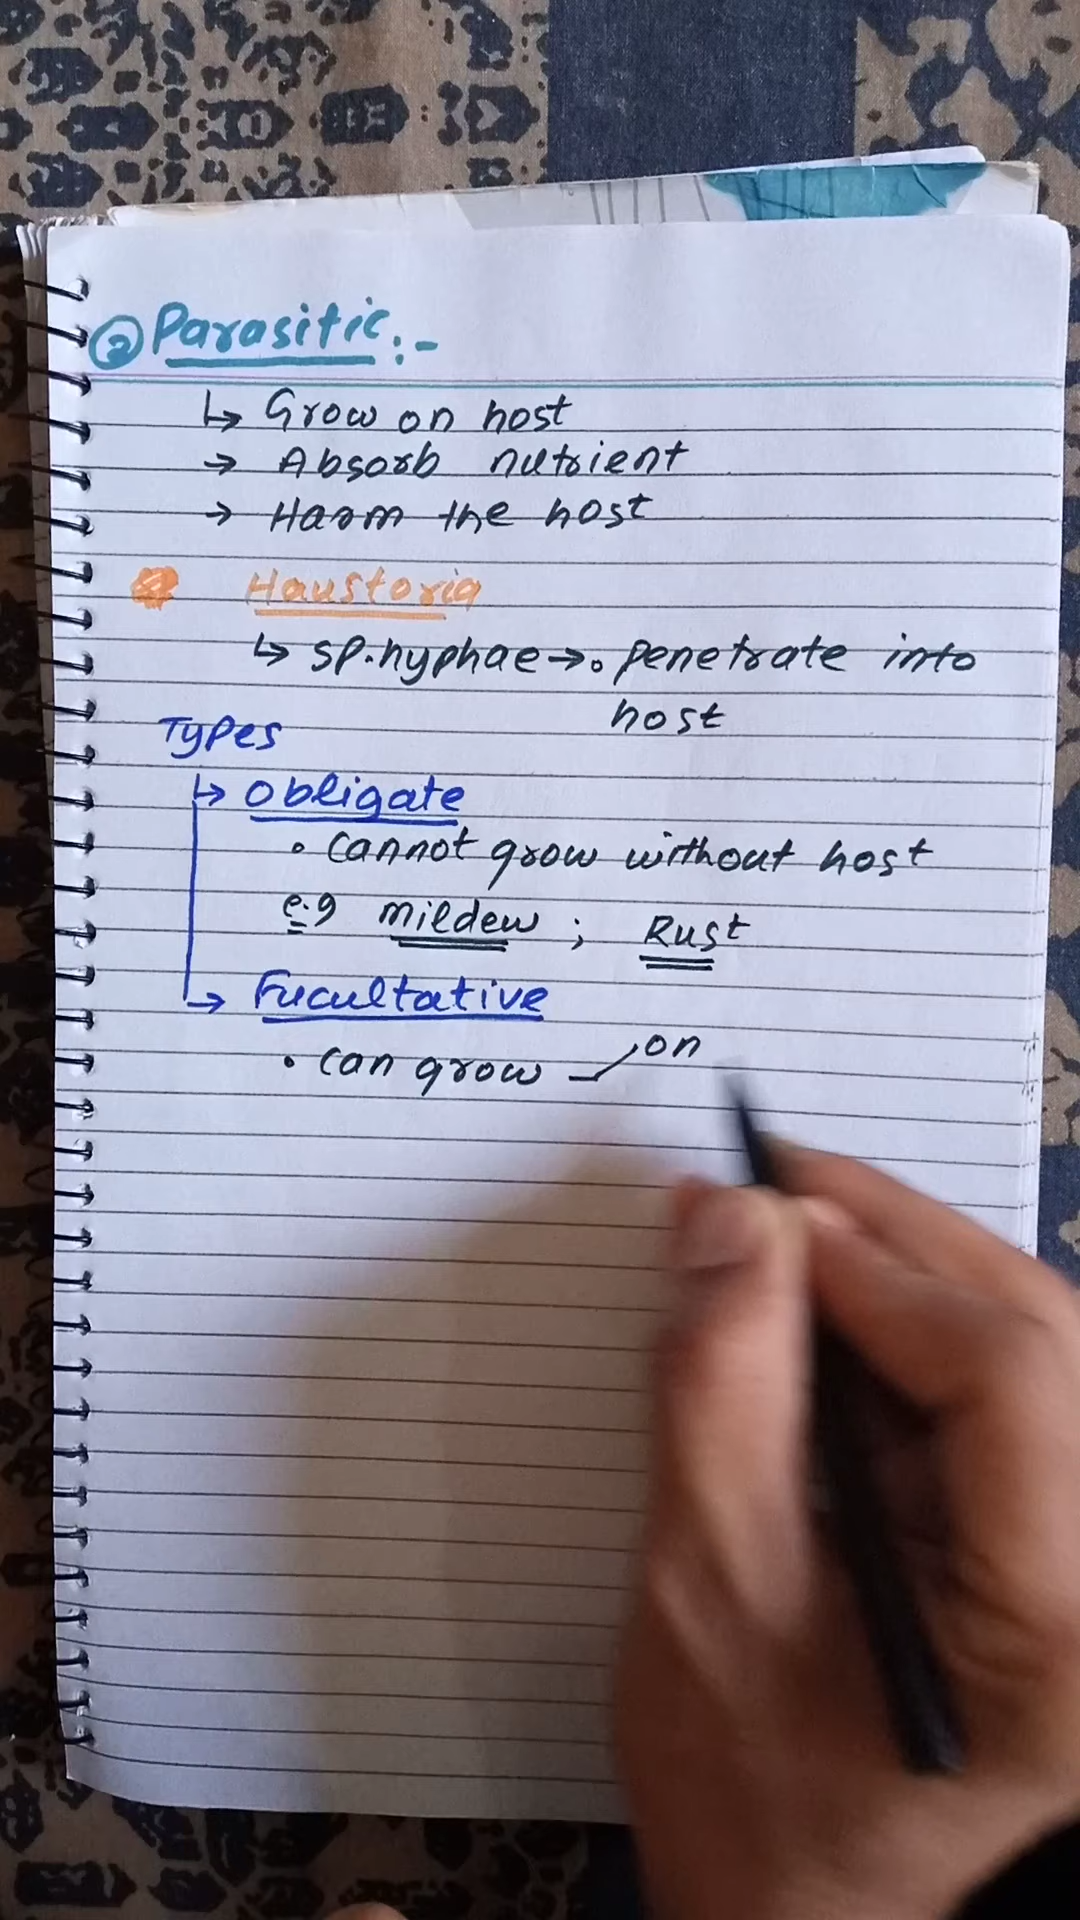 ② Parasitic:-
↳ Grow on host
→ Absorb nutrient
→ Harm the host
Haustoria
↳ sp.hyphae →. penetrate into
host
Types
↳ Obligate
• cannot grow without host
e.g mildew ; Rust
→ Fucultative
• can grow on